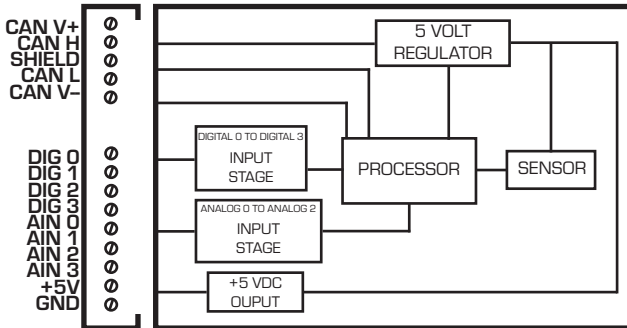 CAN V+
CAN H
SHIELD
CAN L
CAN V–
DIG 0
DIG 1
DIG 2
DIG 3
AIN 0
AIN 1
AIN 2
AIN 3
+5V
GND
5 VOLT
REGULATOR
DIGITAL 0 TO DIGITAL 3
INPUT
STAGE
PROCESSOR
SENSOR
ANALOG 0 TO ANALOG 2
INPUT
STAGE
+5 VDC
OUPUT